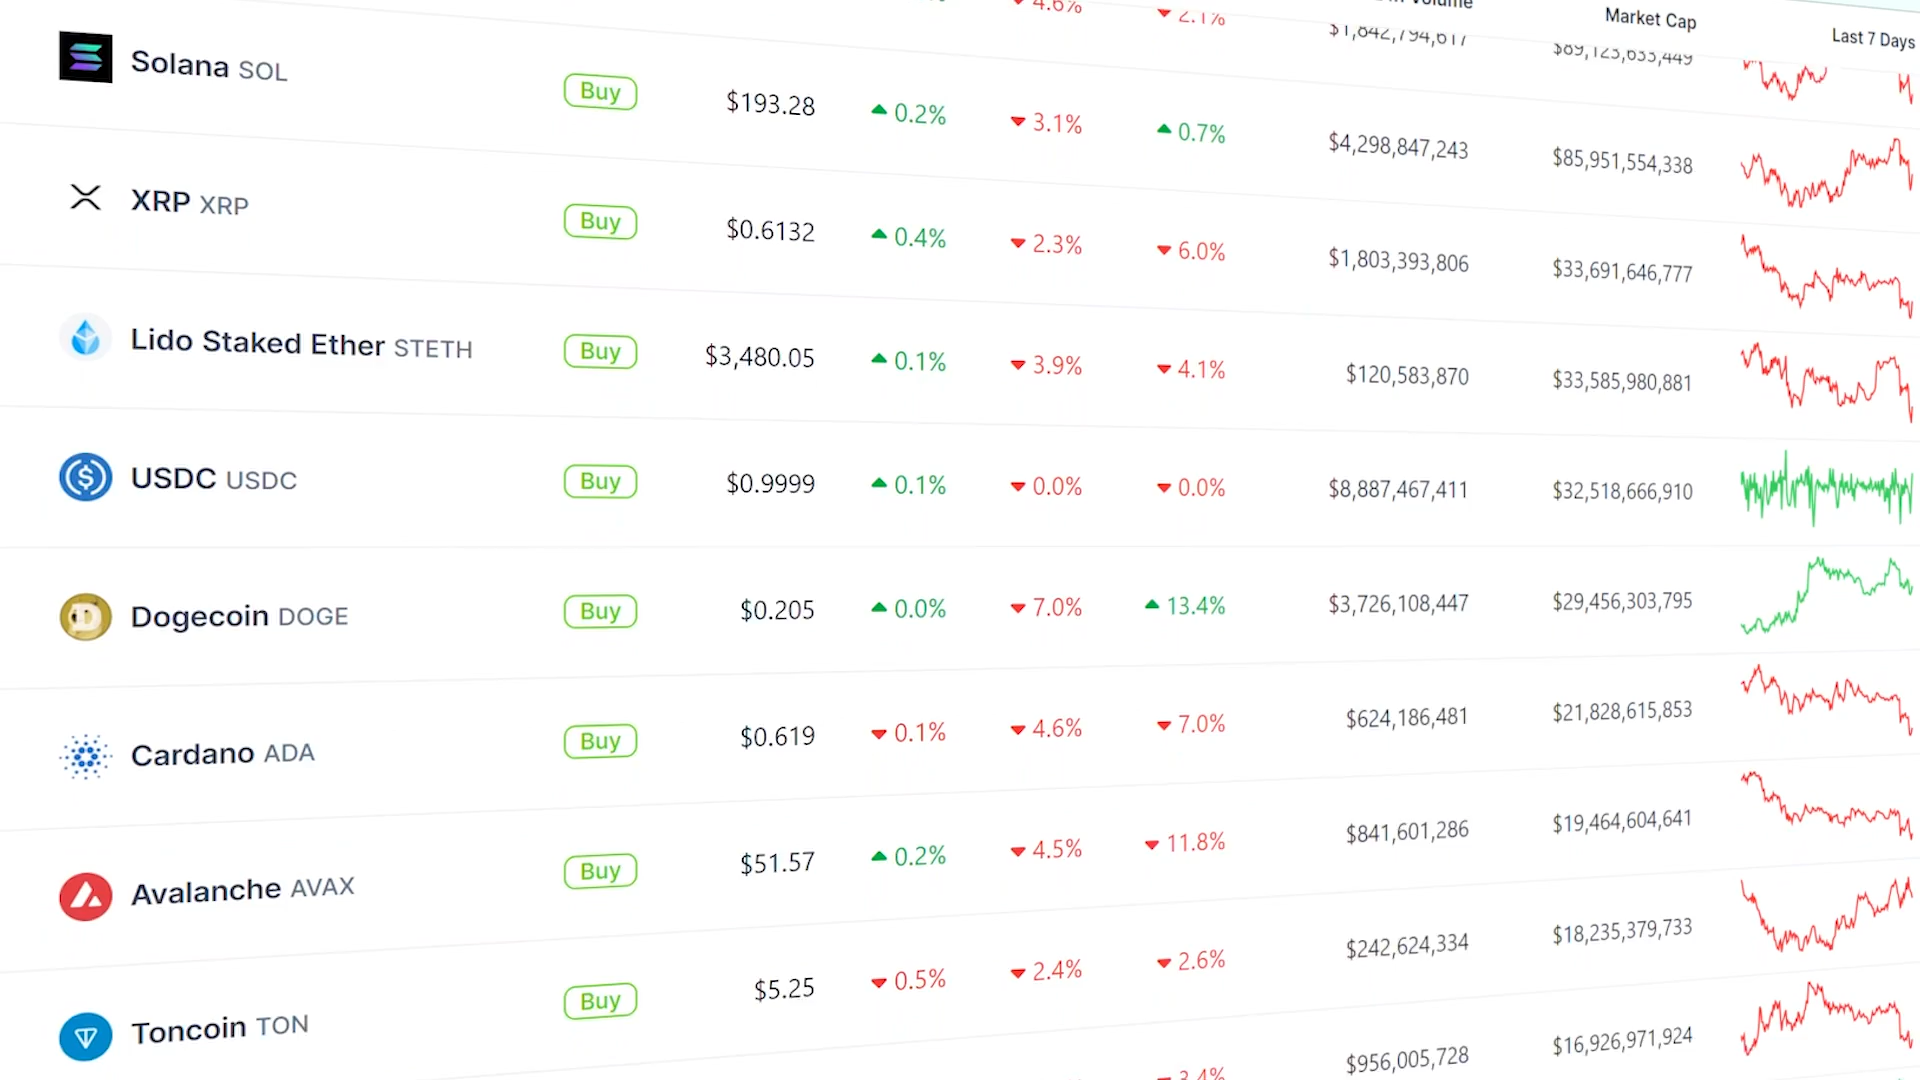 Market Cap
Last 7 Days
Solana SOL Buy $193.28 0.2% 3.1% 0.7% $4,298,847,243 $85,951,554,338
XRP XRP Buy $0.6132 0.4% 2.3% 6.0% $1,803,393,806 $33,691,646,777
Lido Staked Ether STETH Buy $3,480.05 0.1% 3.9% 4.1% $120,583,870 $33,585,980,881
USDC USDC Buy $0.9999 0.1% 0.0% 0.0% $8,887,467,411 $32,518,666,910
Dogecoin DOGE Buy $0.205 0.0% 7.0% 13.4% $3,726,108,447 $29,456,303,795
Cardano ADA Buy $0.619 0.1% 4.6% 7.0% $624,186,481 $21,828,615,853
Avalanche AVAX Buy $51.57 0.2% 4.5% 11.8% $841,601,286 $19,464,604,641
Toncoin TON Buy $5.25 0.5% 2.4% 2.6% $242,624,334 $18,235,379,733
$956,005,728 $16,926,971,924